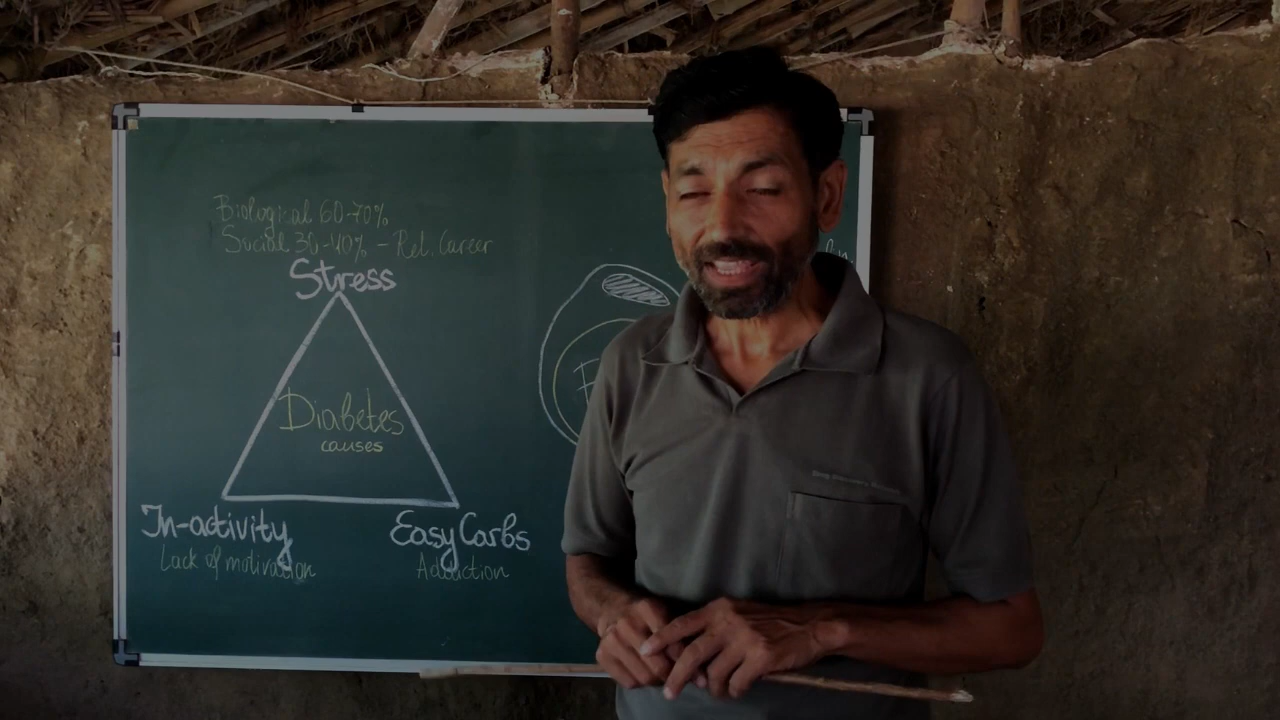 Biological 60-70%
Social 30-40% - Rel. Career
Stress
Diabetes
causes
In-activity
Lack of motivation
Easy Carbs
Addiction